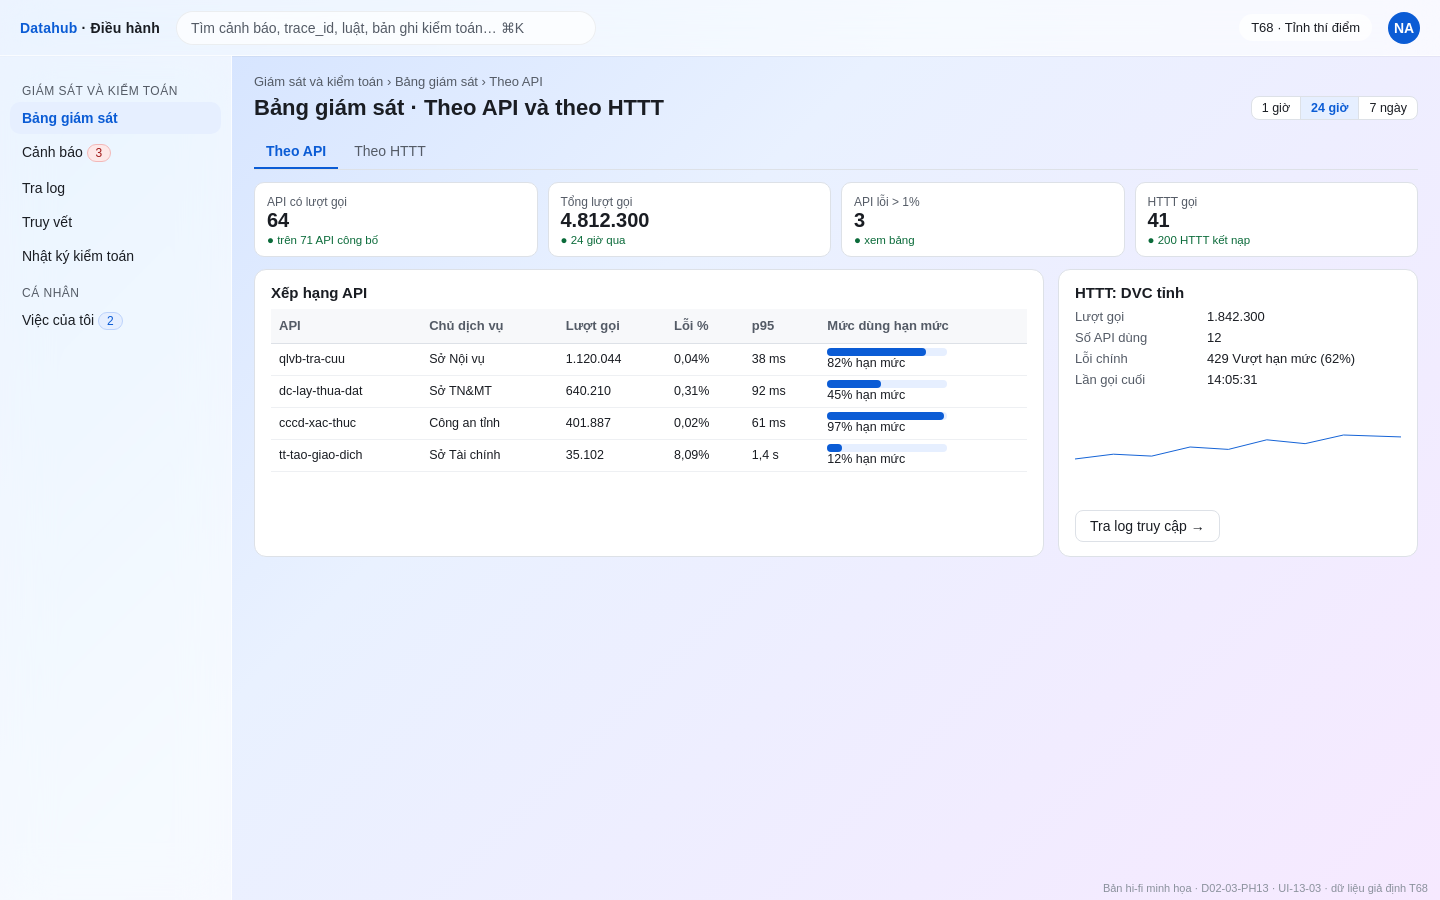 Datahub · Điều hành
Tìm cảnh báo, trace_id, luật, bản ghi kiểm toán… ⌘K
T68 · Tỉnh thí điểm
NA
GIÁM SÁT VÀ KIỂM TOÁN
Bảng giám sát
Cảnh báo 3
Tra log
Truy vết
Nhật ký kiểm toán
CÁ NHÂN
Việc của tôi 2
Giám sát và kiểm toán › Bảng giám sát › Theo API
Bảng giám sát · Theo API và theo HTTT
1 giờ 24 giờ 7 ngày
Theo API Theo HTTT
API có lượt gọi
64
● trên 71 API công bố
Tổng lượt gọi
4.812.300
● 24 giờ qua
API lỗi > 1%
3
● xem bảng
HTTT gọi
41
● 200 HTTT kết nạp
Xếp hạng API
API Chủ dịch vụ Lượt gọi Lỗi % p95 Mức dùng hạn mức
qlvb-tra-cuu Sở Nội vụ 1.120.044 0,04% 38 ms 82% hạn mức
dc-lay-thua-dat Sở TN&MT 640.210 0,31% 92 ms 45% hạn mức
cccd-xac-thuc Công an tỉnh 401.887 0,02% 61 ms 97% hạn mức
tt-tao-giao-dich Sở Tài chính 35.102 8,09% 1,4 s 12% hạn mức
HTTT: DVC tỉnh
Lượt gọi 1.842.300
Số API dùng 12
Lỗi chính 429 Vượt hạn mức (62%)
Lần gọi cuối 14:05:31
Tra log truy cập →
Bản hi-fi minh họa · D02-03-PH13 · UI-13-03 · dữ liệu giả định T68